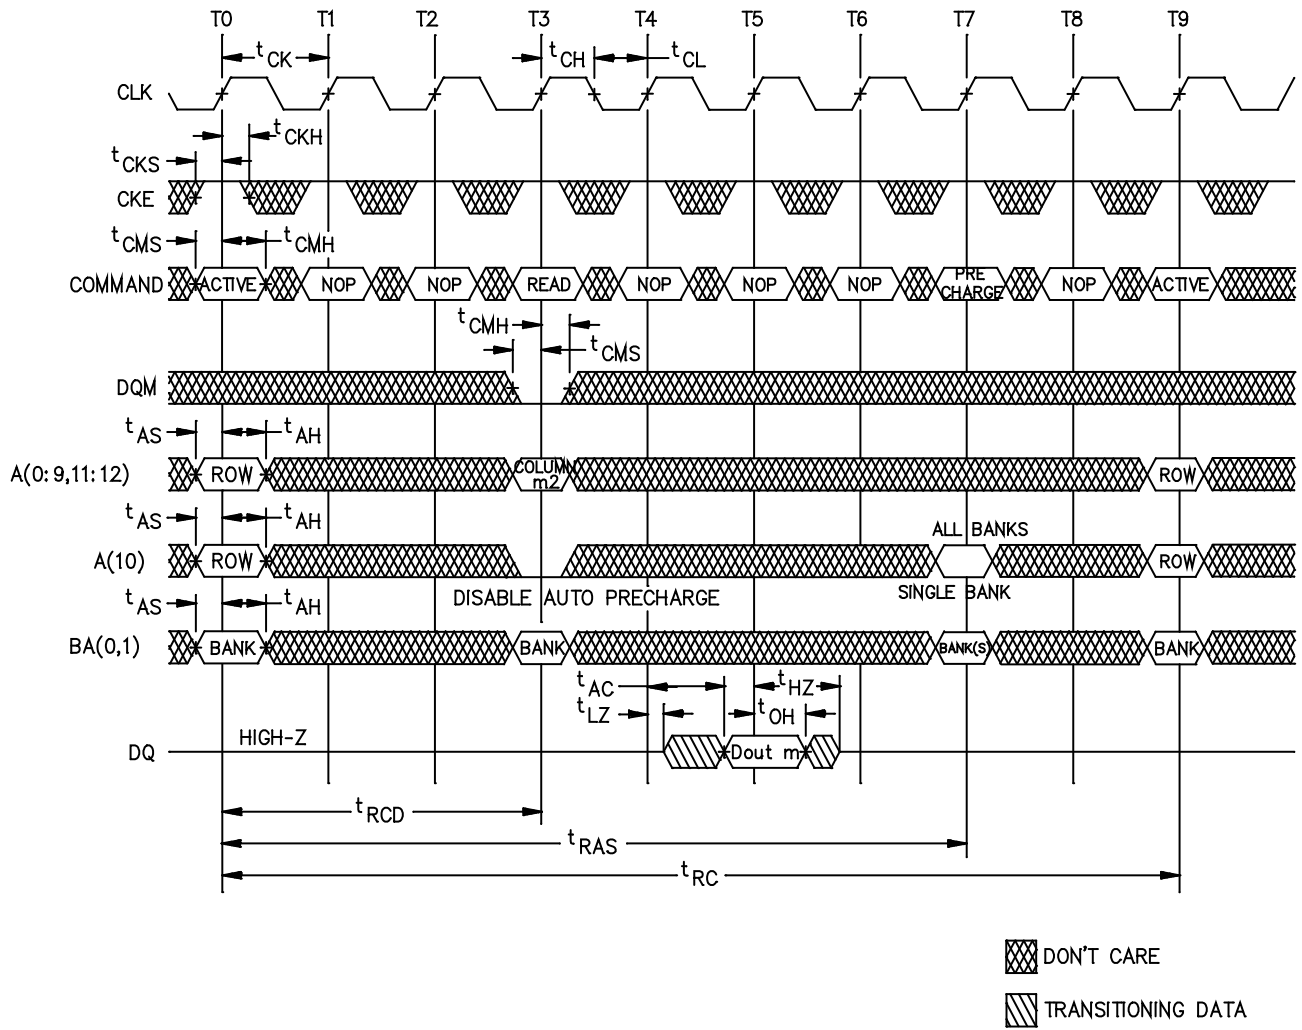 T0 T1 T2 T3 T4 T5 T6 T7 T8 T9
tCK tCH tCL
CLK
tCKH
tCKS
CKE
tCMS tCMH
COMMAND ACTIVE NOP NOP READ NOP NOP NOP PRE CHARGE NOP ACTIVE
tCMH
tCMS
DQM
tAS tAH
A(0:9,11:12) ROW COLUMN m2 ROW
tAS tAH
ALL BANKS
A(10) ROW ROW
SINGLE BANK
DISABLE AUTO PRECHARGE
tAS tAH
BA(0,1) BANK BANK BANK(S) BANK
tAC tHZ
tLZ tOH
HIGH-Z
DQ Dout m
tRCD
tRAS
tRC
DON'T CARE
TRANSITIONING DATA